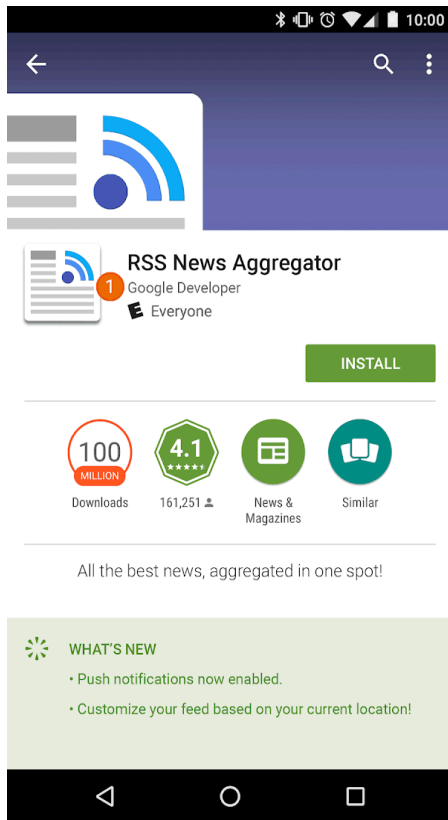 10:00
RSS News Aggregator
1
Google Developer
E Everyone
INSTALL
100
MILLION
Downloads
4.1
161,251
News &
Magazines
Similar
All the best news, aggregated in one spot!
WHAT'S NEW
• Push notifications now enabled.
• Customize your feed based on your current location!